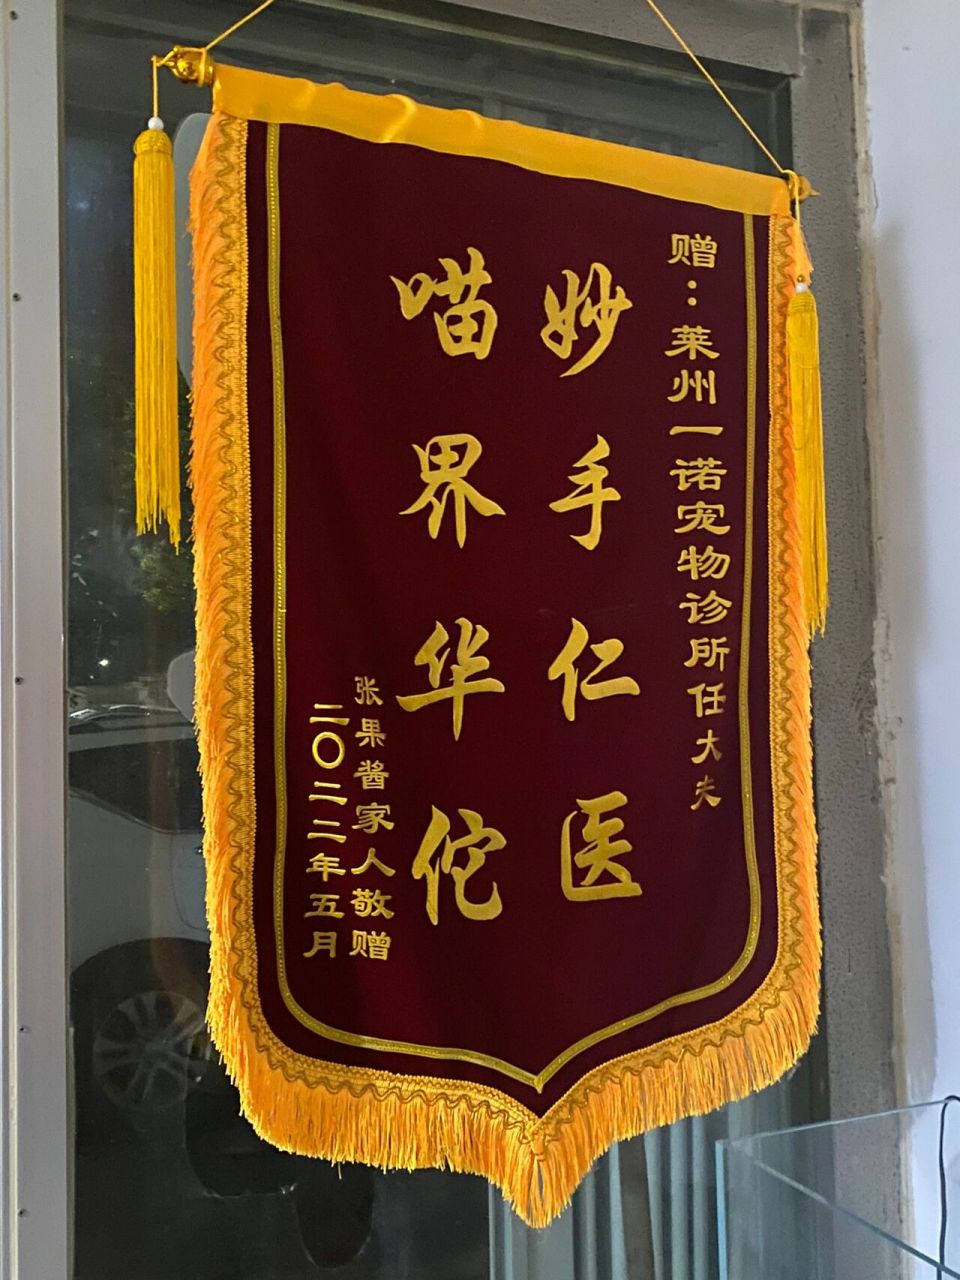 赠：莱州一诺宠物诊所任大夫
妙手仁医
喵界华佗
张果酱家人敬赠
二〇二二年五月